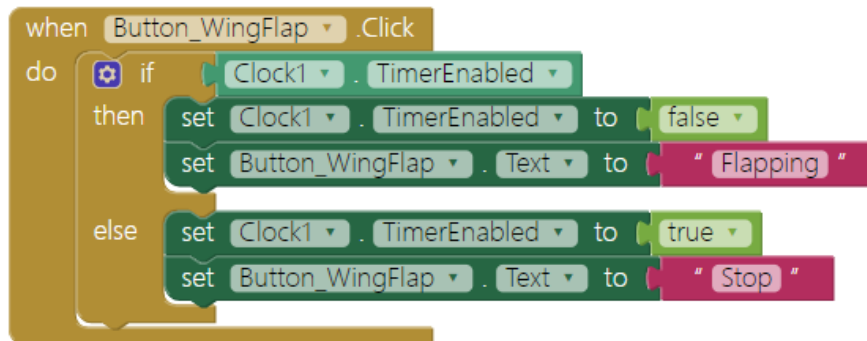 when Button_WingFlap .Click
do if Clock1 . TimerEnabled
then set Clock1 . TimerEnabled to false
set Button_WingFlap . Text to " Flapping "
else set Clock1 . TimerEnabled to true
set Button_WingFlap . Text to " Stop "